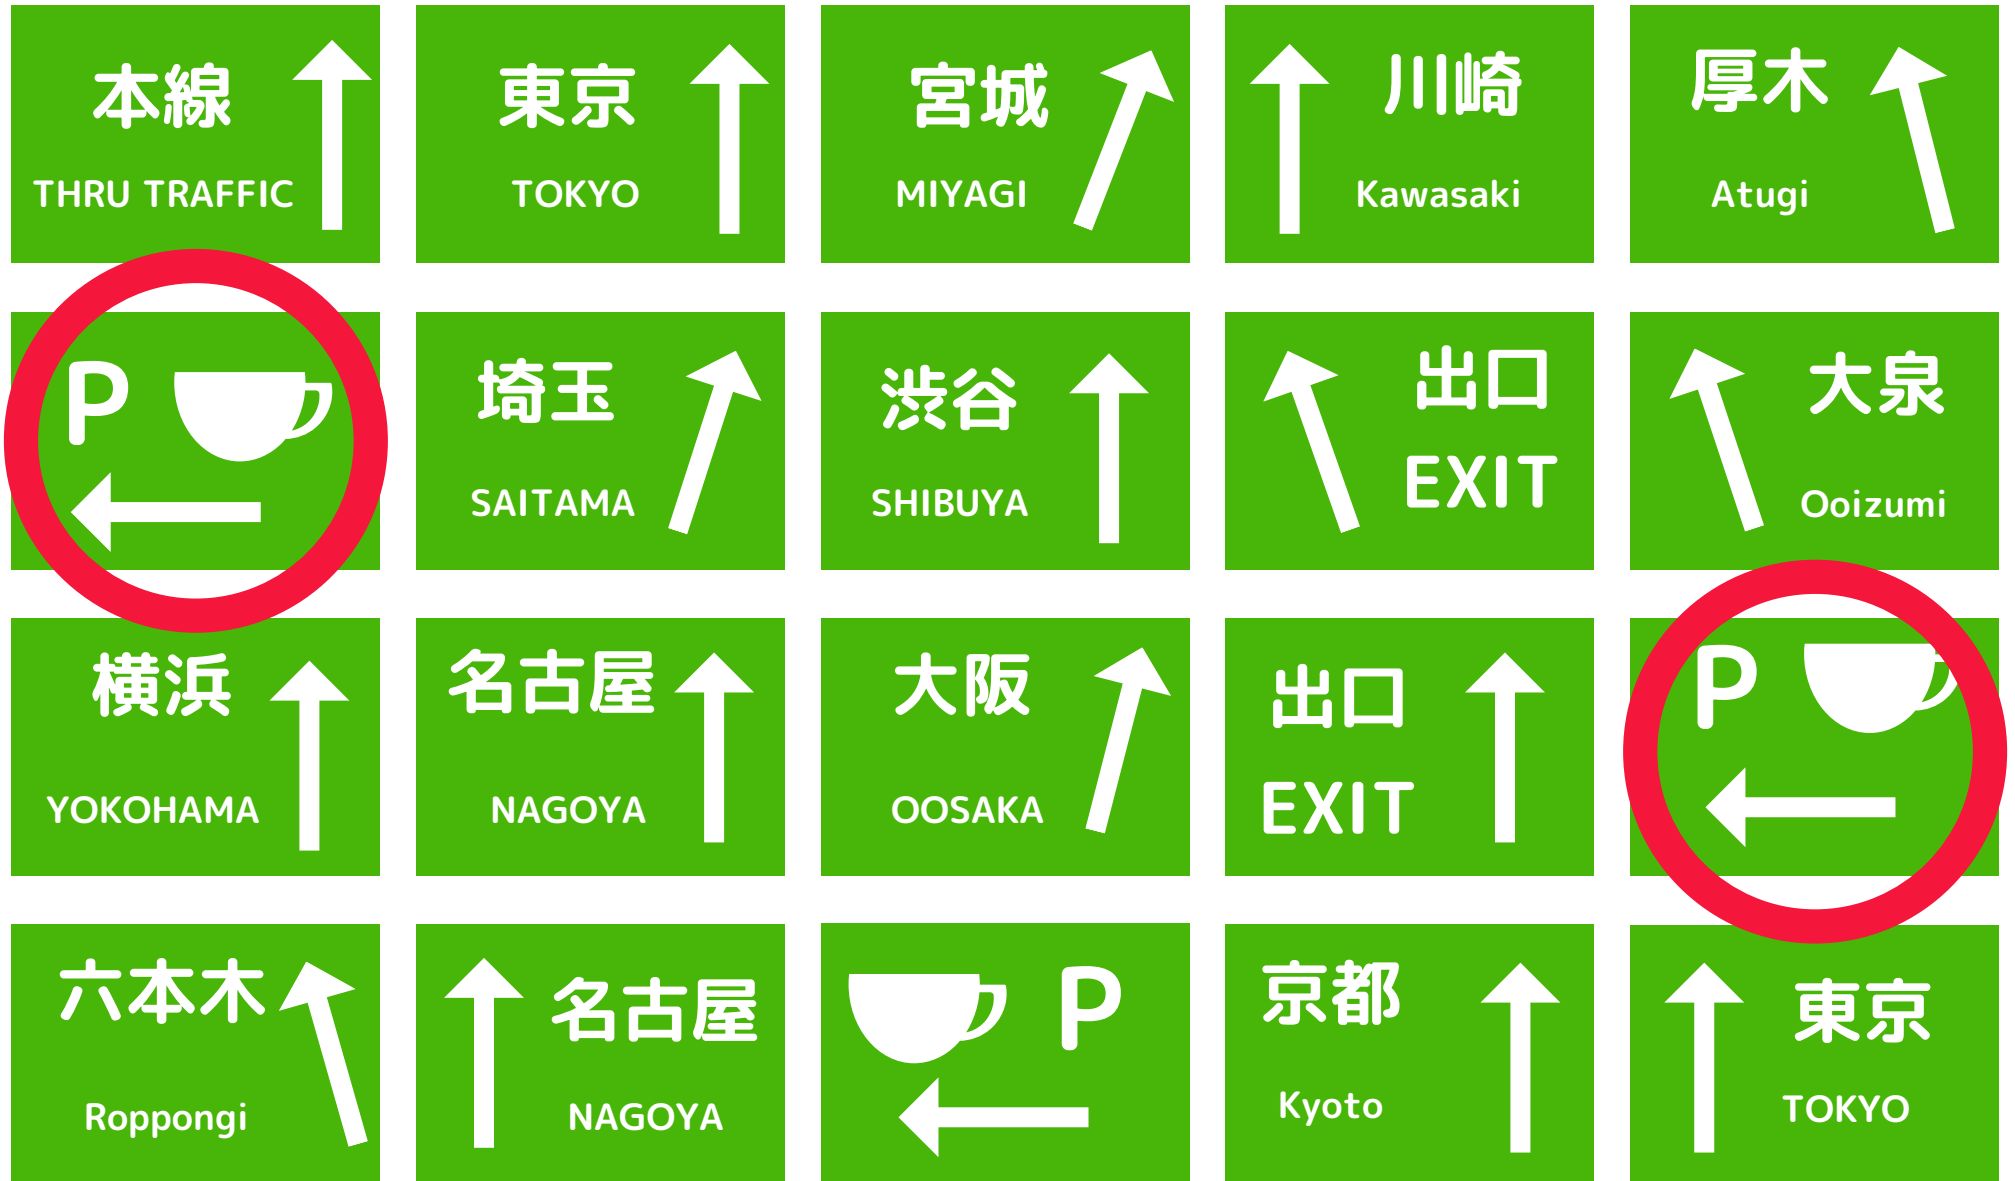 本線
THRU TRAFFIC
東京
TOKYO
宮城
MIYAGI
川崎
Kawasaki
厚木
Atugi
P
埼玉
SAITAMA
渋谷
SHIBUYA
出口
EXIT
大泉
Ooizumi
横浜
YOKOHAMA
名古屋
NAGOYA
大阪
OOSAKA
出口
EXIT
P
六本木
Roppongi
名古屋
NAGOYA
P
京都
Kyoto
東京
TOKYO